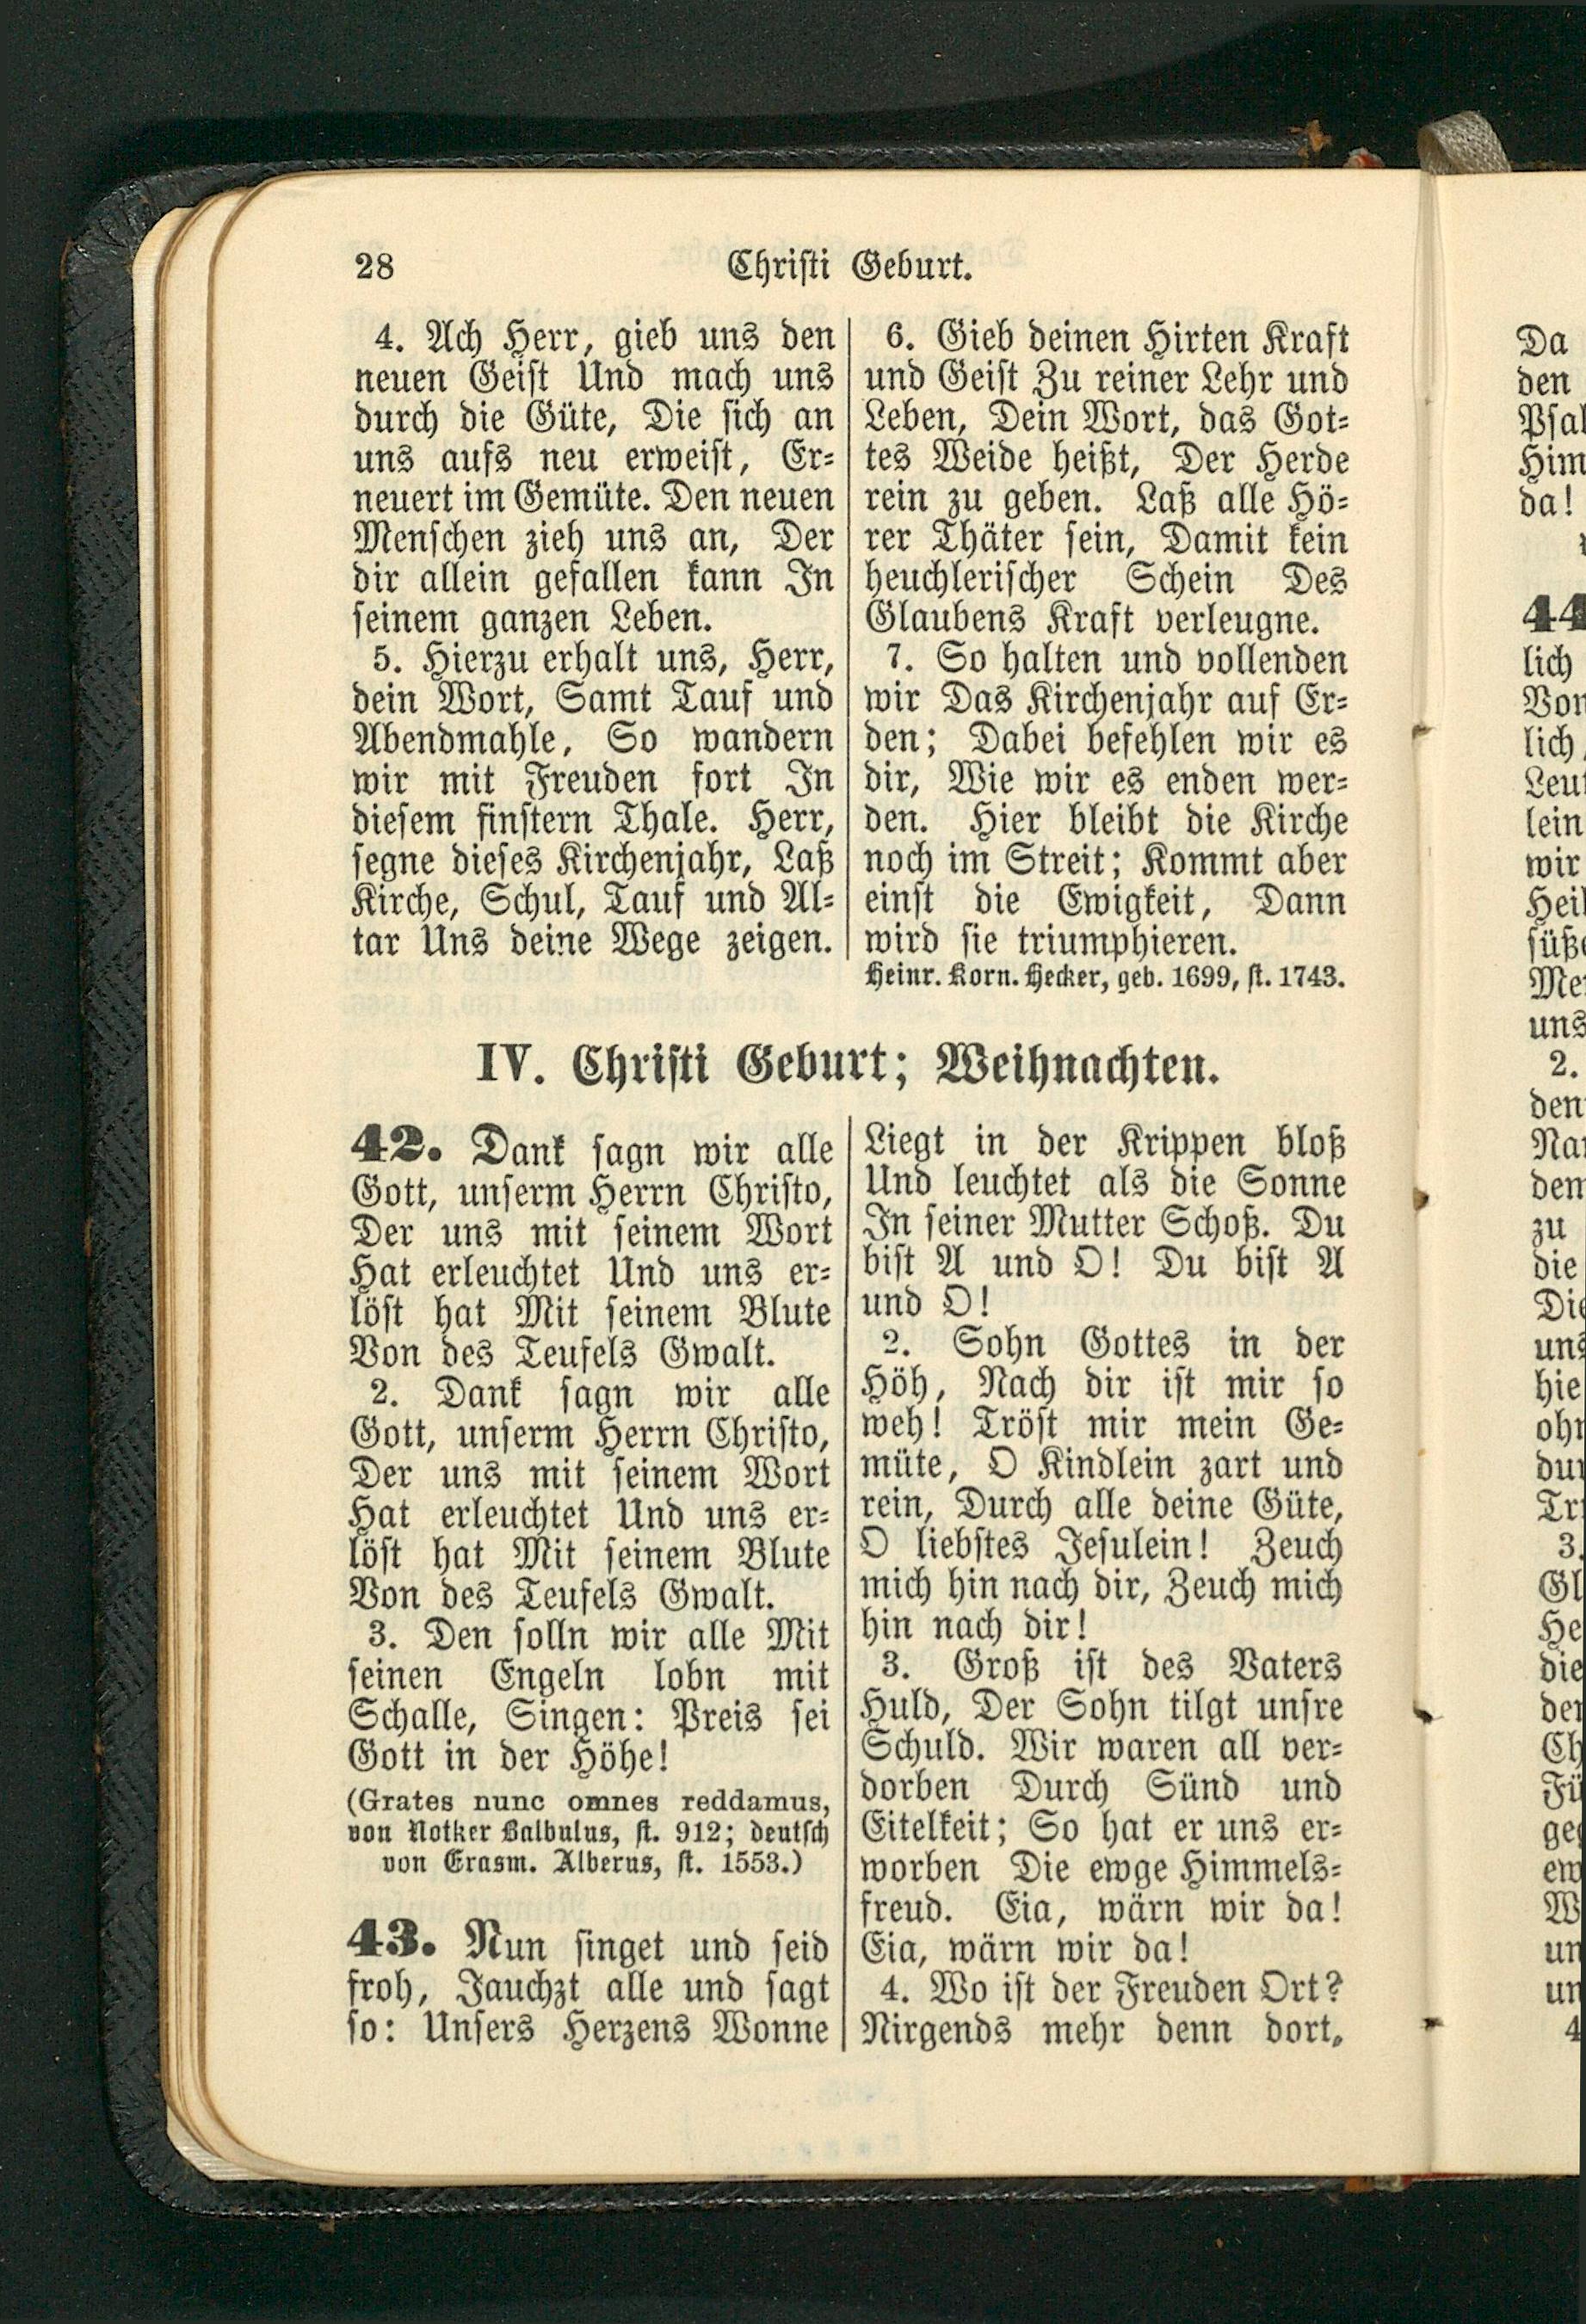 28
Christi Geburt.
4. Ach Herr, gieb uns den
neuen Geist Und mach uns
durch die Güte, Die sich an
uns aufs neu erweist, Er-
neuert im Gemüte. Den neuen
Menschen zieh uns an, Der
dir allein gefallen kann In
seinem ganzen Leben.
5. Hierzu erhalt uns, Herr,
dein Wort, Samt Tauf und
Abendmahle, So wandern
wir mit Freuden fort In
diesem finstern Thale. Herr,
segne dieses Kirchenjahr, Laß
Kirche, Schul, Tauf und Al-
tar Uns deine Wege zeigen.
6. Gieb deinen Hirten Kraft
und Geist Zu reiner Lehr und
Leben, Dein Wort, das Got-
tes Weide heißt, Der Herde
rein zu geben. Laß alle Hö-
rer Thäter sein, Damit kein
heuchlerischer Schein Des
Glaubens Kraft verleugne.
7. So halten und vollenden
wir Das Kirchenjahr auf Er-
den; Dabei befehlen wir es
dir, Wie wir es enden wer-
den. Hier bleibt die Kirche
noch im Streit; Kommt aber
einst die Ewigkeit, Dann
wird sie triumphieren.
Heinr. Korn. Hecker, geb. 1699, st. 1743.
IV. Christi Geburt; Weihnachten.
42. Dank sagn wir alle
Gott, unserm Herrn Christo,
Der uns mit seinem Wort
Hat erleuchtet Und uns er-
löst hat Mit seinem Blute
Von des Teufels Gwalt.
2. Dank sagn wir alle
Gott, unserm Herrn Christo,
Der uns mit seinem Wort
Hat erleuchtet Und uns er-
löst hat Mit seinem Blute
Von des Teufels Gwalt.
3. Den solln wir alle Mit
seinen Engeln lobn mit
Schalle, Singen: Preis sei
Gott in der Höhe!
(Grates nunc omnes reddamus,
von Notker Balbulus, st. 912; deutsch
von Erasm. Alberus, st. 1553.)
43. Nun singet und seid
froh, Jauchzt alle und sagt
so: Unsers Herzens Wonne
Liegt in der Krippen bloß
Und leuchtet als die Sonne
In seiner Mutter Schoß. Du
bist A und O! Du bist A
und O!
2. Sohn Gottes in der
Höh, Nach dir ist mir so
weh! Tröst mir mein Ge-
müte, O Kindlein zart und
rein, Durch alle deine Güte,
O liebstes Jesulein! Zeuch
mich hin nach dir, Zeuch mich
hin nach dir!
3. Groß ist des Vaters
Huld, Der Sohn tilgt unsre
Schuld. Wir waren all ver-
dorben Durch Sünd und
Eitelkeit; So hat er uns er-
worben Die ewge Himmels-
freud. Eia, wärn wir da!
Eia, wärn wir da!
4. Wo ist der Freuden Ort?
Nirgends mehr denn dort,
Da
den
da!
44
lich
lich,
lein
wir
uns
2.
zu
die
3.
4